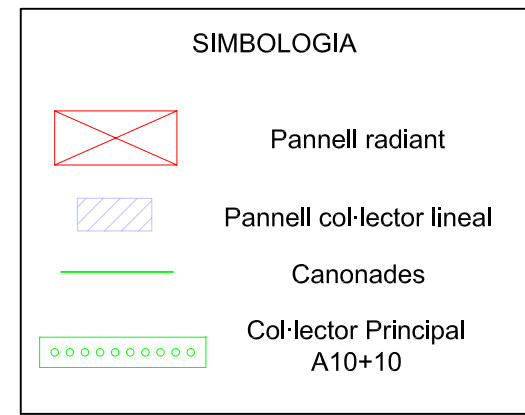 SIMBOLOGIA
Pannell radiant
Pannell col·lector lineal
Canonades
Col·lector Principal
A10+10